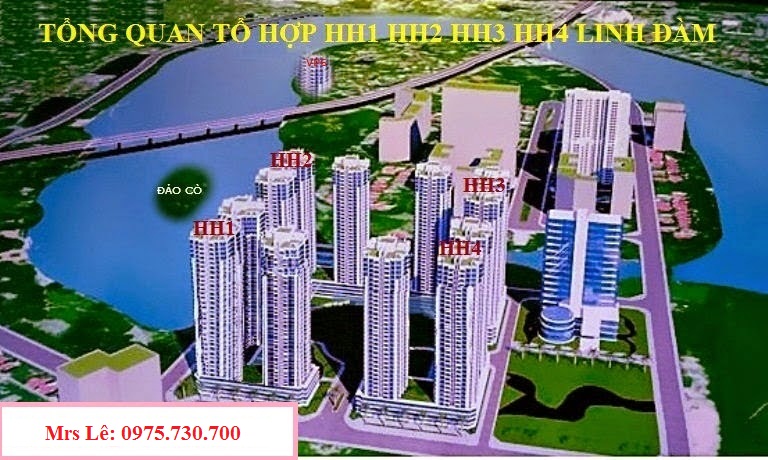 TỔNG QUAN TỔ HỢP HH1 HH2 HH3 HH4 LINH ĐÀM
VP6
HH2
ĐẢO CÒ
HH3
HH1
HH4
Mrs Lê: 0975.730.700